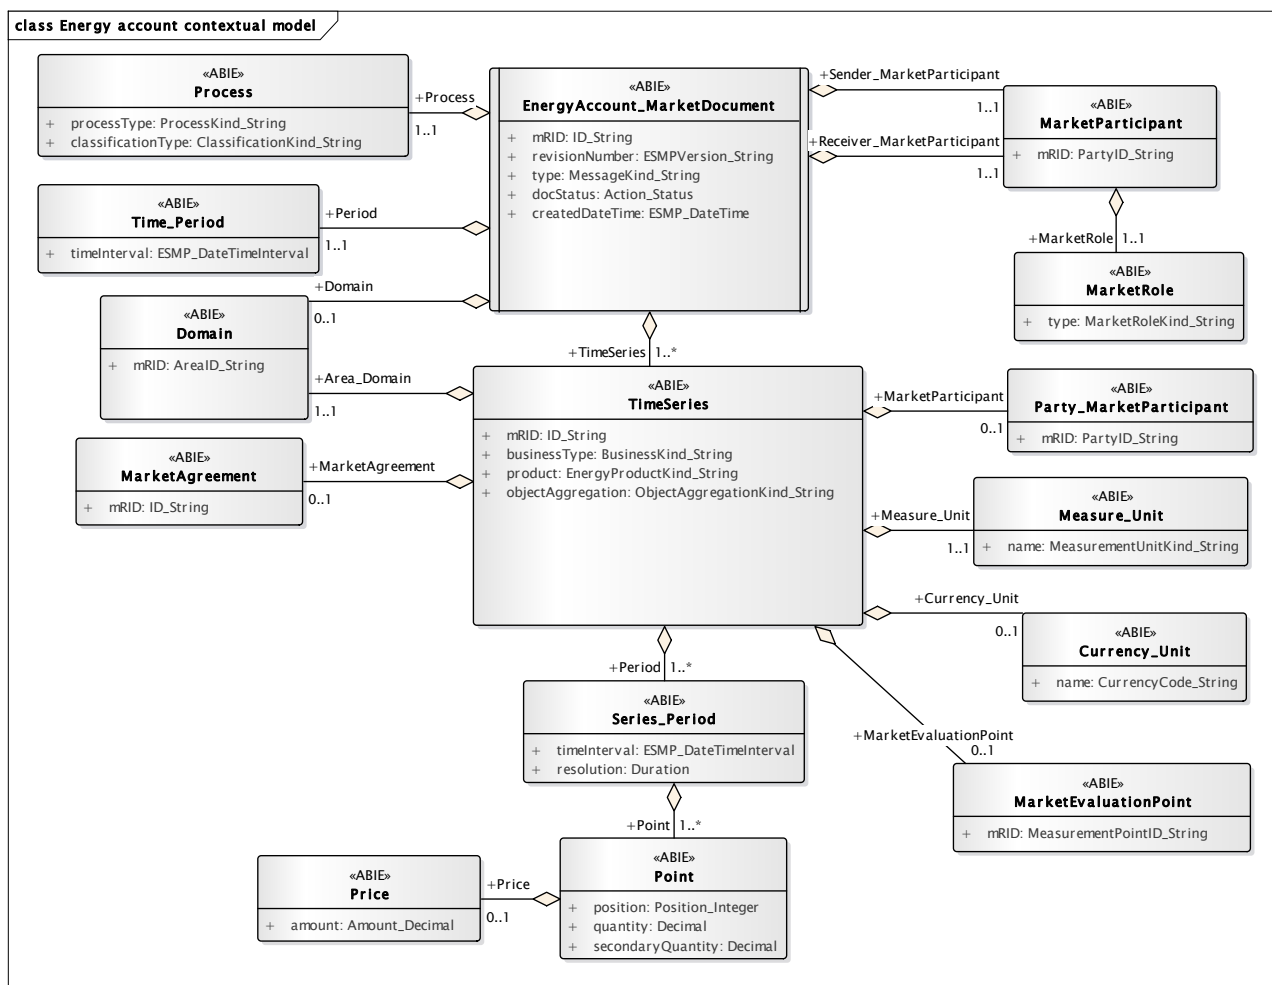 class Energy account contextual model
«ABIE»
Process
+ processType: ProcessKind_String
+ classificationType: ClassificationKind_String
+Process
1..1
«ABIE»
EnergyAccount_MarketDocument
+ mRID: ID_String
+ revisionNumber: ESMPVersion_String
+ type: MessageKind_String
+ docStatus: Action_Status
+ createdDateTime: ESMP_DateTime
+Sender_MarketParticipant
1..1
+Receiver_MarketParticipant
1..1
«ABIE»
MarketParticipant
+ mRID: PartyID_String
+MarketRole 1..1
«ABIE»
MarketRole
+ type: MarketRoleKind_String
«ABIE»
Time_Period
+ timeInterval: ESMP_DateTimeInterval
+Period
1..1
+Domain
0..1
«ABIE»
Domain
+ mRID: AreaID_String
+Area_Domain
1..1
+TimeSeries 1..*
«ABIE»
TimeSeries
+ mRID: ID_String
+ businessType: BusinessKind_String
+ product: EnergyProductKind_String
+ objectAggregation: ObjectAggregationKind_String
«ABIE»
MarketAgreement
+ mRID: ID_String
+MarketAgreement
0..1
+MarketParticipant
0..1
«ABIE»
Party_MarketParticipant
+ mRID: PartyID_String
+Measure_Unit
1..1
«ABIE»
Measure_Unit
+ name: MeasurementUnitKind_String
+Currency_Unit
0..1
«ABIE»
Currency_Unit
+ name: CurrencyCode_String
+MarketEvaluationPoint
0..1
«ABIE»
MarketEvaluationPoint
+ mRID: MeasurementPointID_String
+Period 1..*
«ABIE»
Series_Period
+ timeInterval: ESMP_DateTimeInterval
+ resolution: Duration
+Point 1..*
«ABIE»
Point
+ position: Position_Integer
+ quantity: Decimal
+ secondaryQuantity: Decimal
+Price
0..1
«ABIE»
Price
+ amount: Amount_Decimal